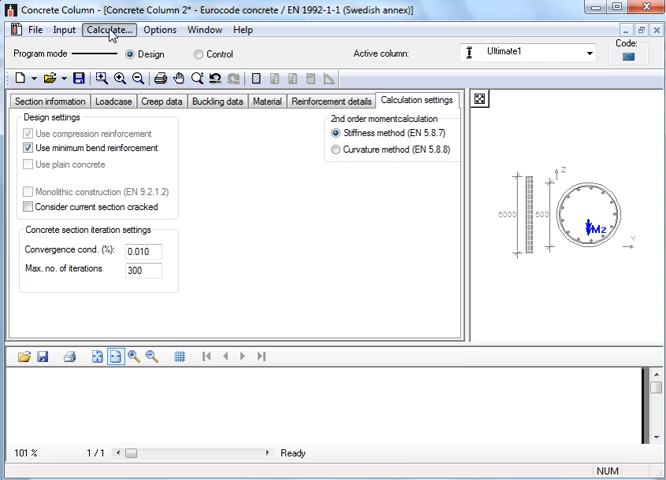 Concrete Column - [Concrete Column 2* - Eurocode concrete / EN 1992-1-1 (Swedish annex)]
File Input Calculate... Options Window Help
Program mode Design Control Active column: Ultimate1 Code:
Section information Loadcase Creep data Buckling data Material Reinforcement details Calculation settings
Design settings
Use compression reinforcement
Use minimum bend reinforcement
Use plain concrete
Monolithic construction (EN 9.2.1.2)
Consider current section cracked
2nd order momentcalculation
Stiffness method (EN 5.8.7)
Curvature method (EN 5.8.8)
Concrete section iteration settings
Convergence cond. (%): 0.010
Max. no. of iterations 300
Z
6000 500 Mz
Y
101 % 1 / 1 Ready
NUM